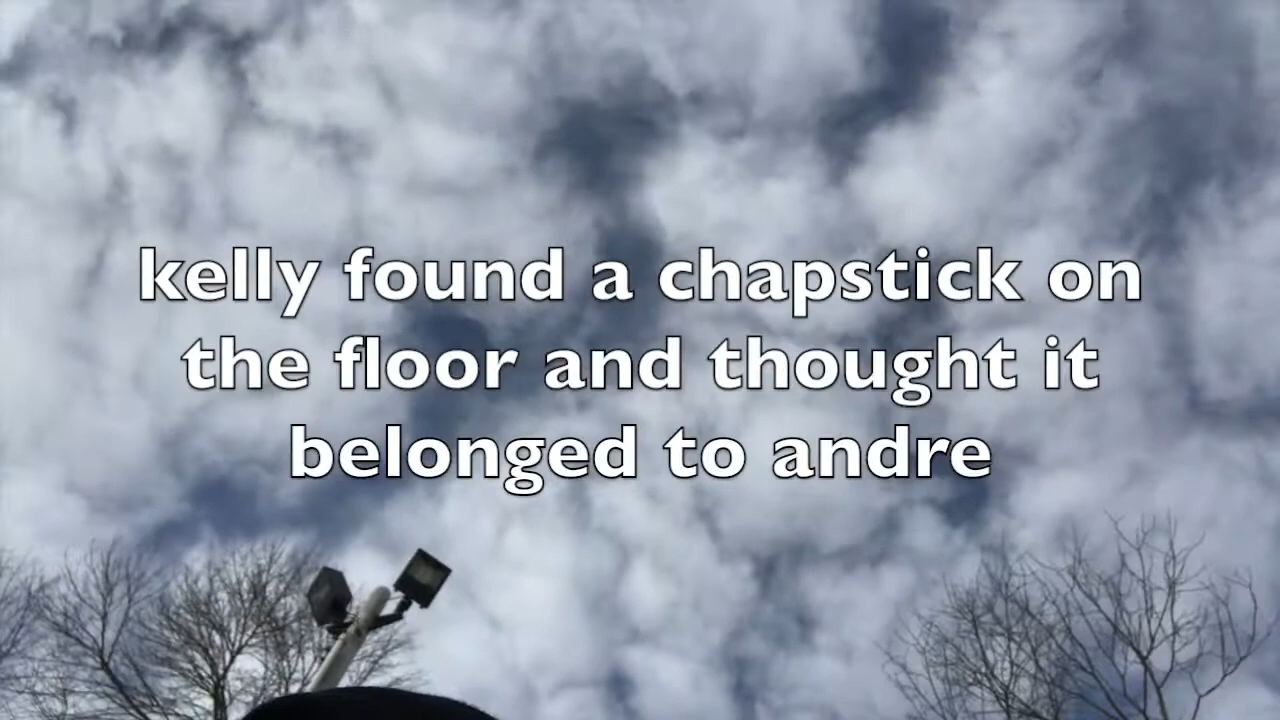 kelly found a chapstick on
the floor and thought it
belonged to andre